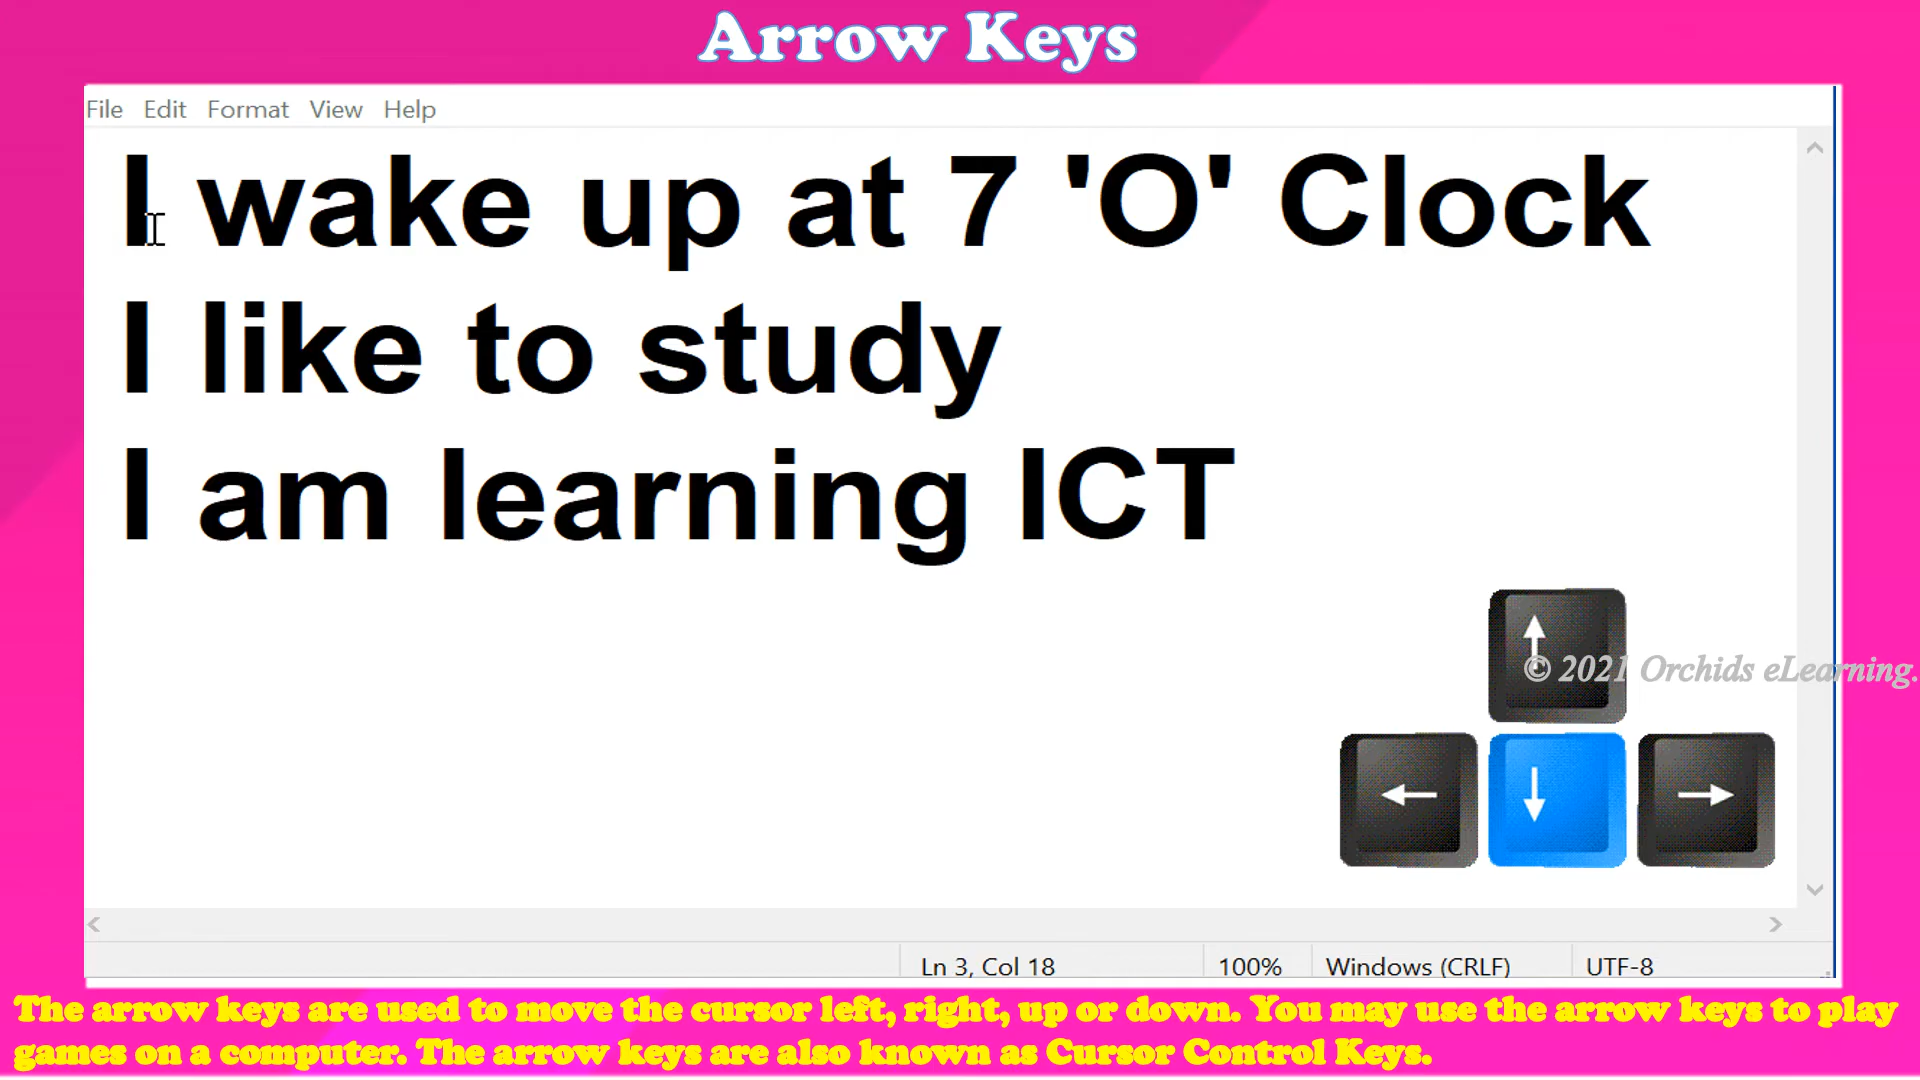 Arrow Keys
File Edit Format View Help
I wake up at 7 'O' Clock
I like to study
I am learning ICT
© 2021 Orchids eLearning.
Ln 3, Col 18 100% Windows (CRLF) UTF-8
The arrow keys are used to move the cursor left, right, up or down. You may use the arrow keys to play
games on a computer. The arrow keys are also known as Cursor Control Keys.